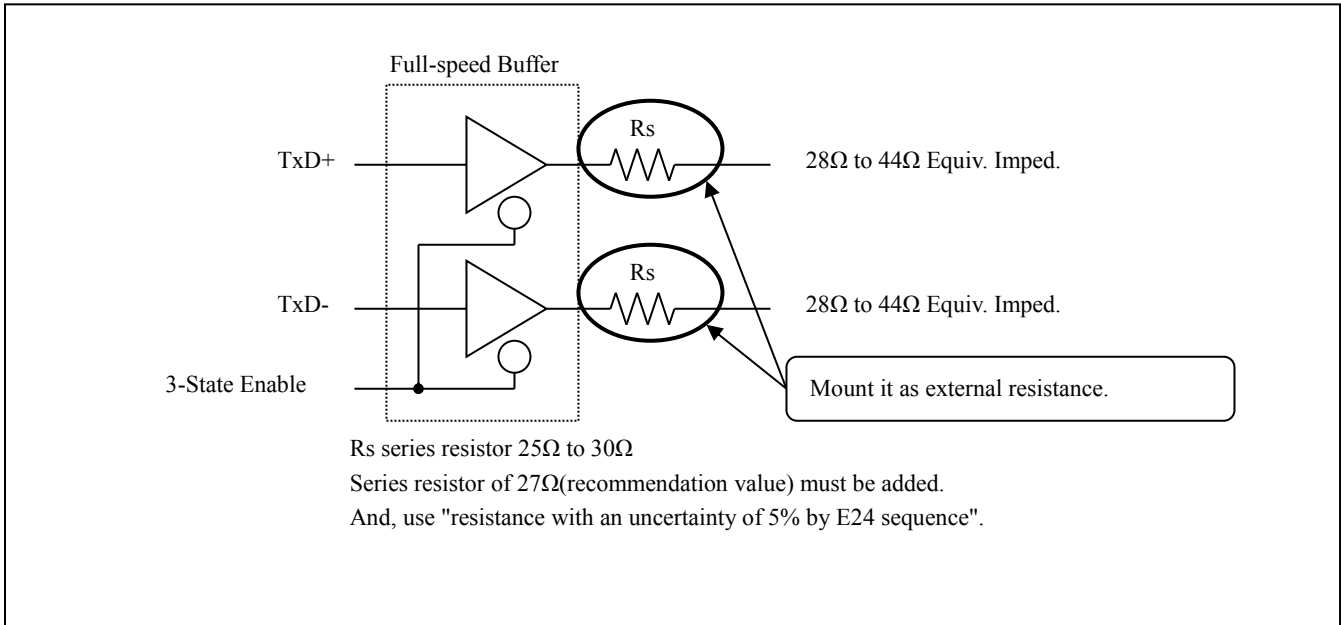 Full-speed Buffer
Rs
TxD+
28Ω to 44Ω Equiv. Imped.
Rs
TxD-
28Ω to 44Ω Equiv. Imped.
3-State Enable
Mount it as external resistance.
Rs series resistor 25Ω to 30Ω
Series resistor of 27Ω(recommendation value) must be added.
And, use "resistance with an uncertainty of 5% by E24 sequence".